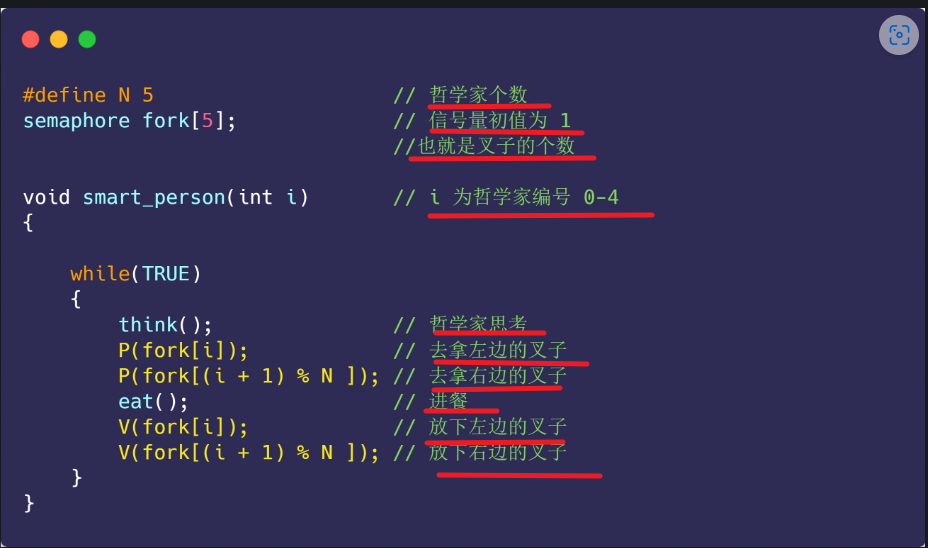 #define N 5 // 哲学家个数
semaphore fork[5]; // 信号量初值为 1
//也就是叉子的个数
void smart_person(int i) // i 为哲学家编号 0-4
{
while(TRUE)
{
think(); // 哲学家思考
P(fork[i]); // 去拿左边的叉子
P(fork[(i + 1) % N ]); // 去拿右边的叉子
eat(); // 进餐
V(fork[i]); // 放下左边的叉子
V(fork[(i + 1) % N ]); // 放下右边的叉子
}
}